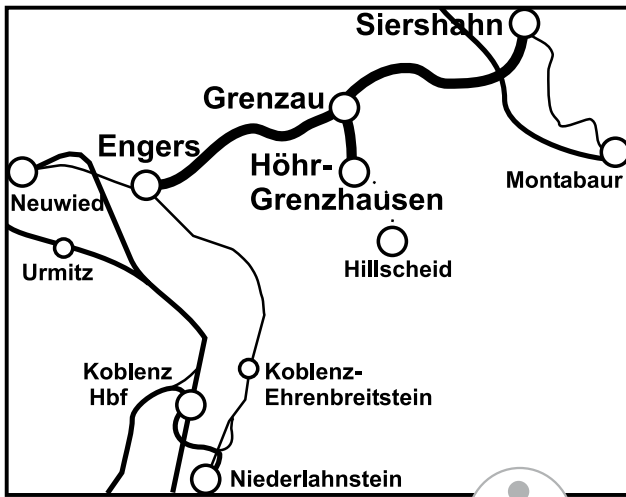 Siershahn
Grenzau
Engers
Höhr-
Grenzhausen
Montabaur
Neuwied
Hillscheid
Urmitz
Koblenz
Hbf
Koblenz-
Ehrenbreitstein
Niederlahnstein